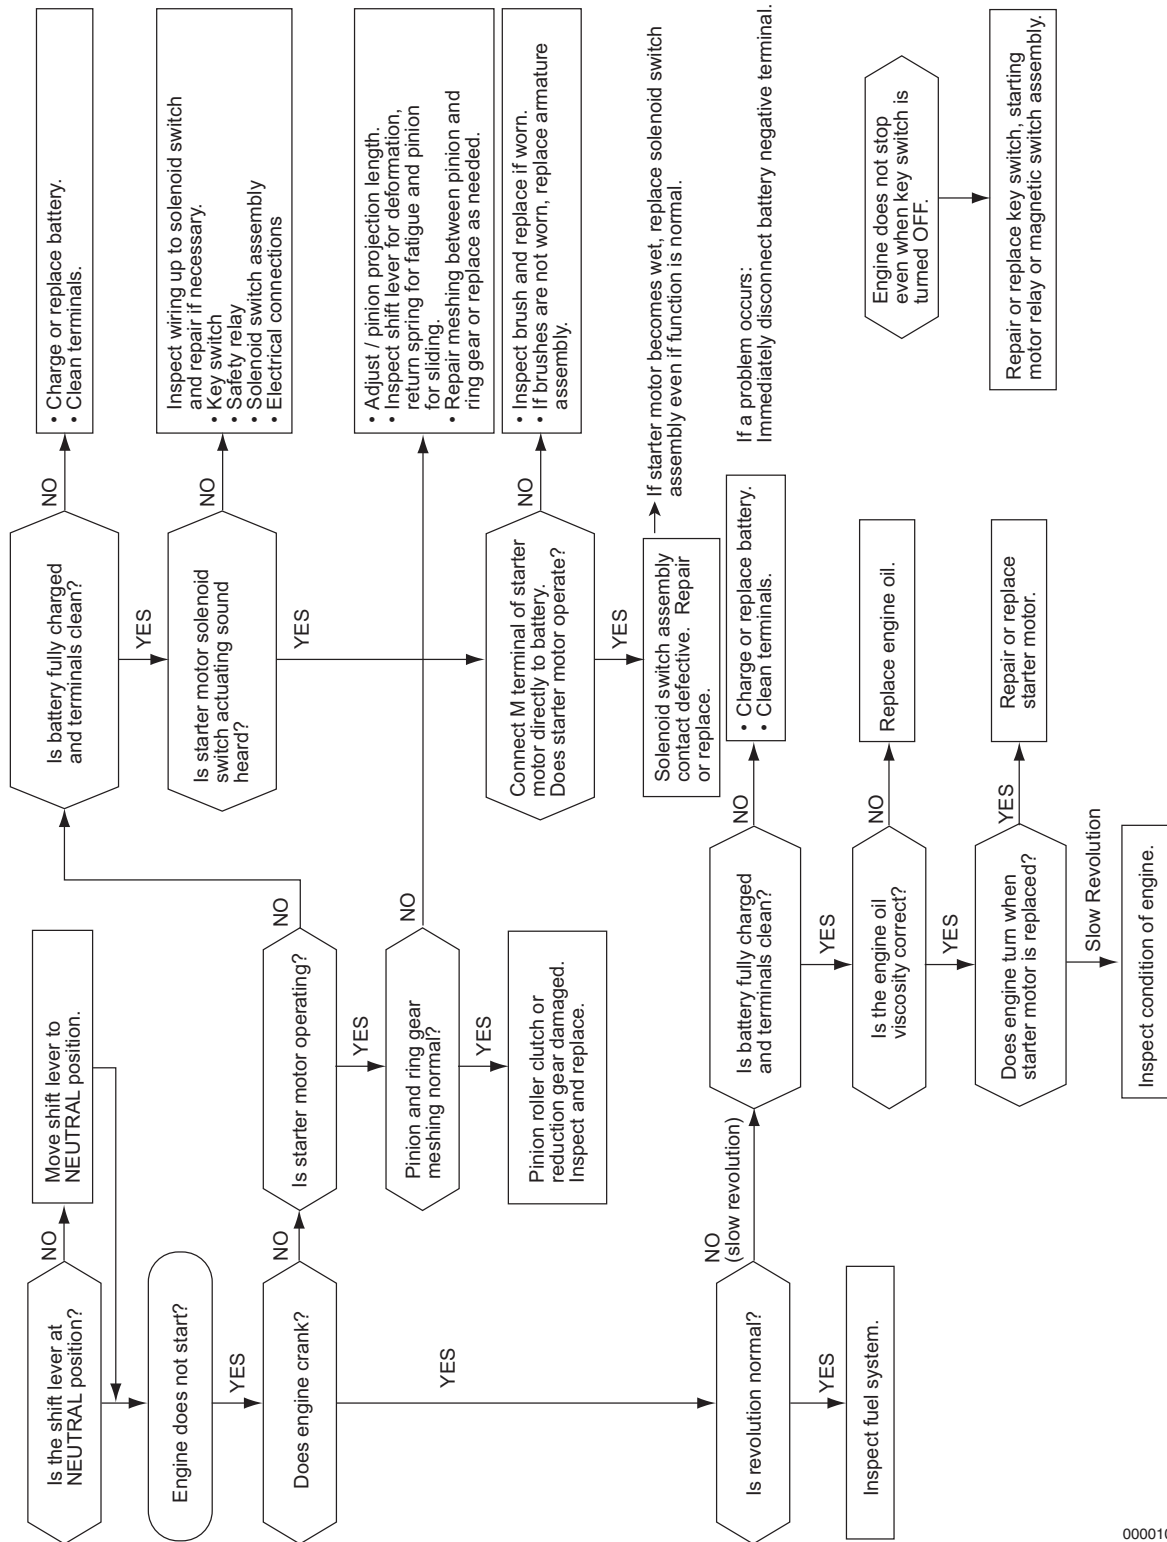 Is the shift lever at
NEUTRAL position?
NO
Move shift lever to
NEUTRAL position.
Engine does not start?
YES
Does engine crank?
NO
YES
Is starter motor operating?
NO
YES
Is battery fully charged
and terminals clean?
NO
• Charge or replace battery.
• Clean terminals.
YES
Is starter motor solenoid
switch actuating sound
heard?
NO
Inspect wiring up to solenoid switch
and repair if necessary.
• Key switch
• Safety relay
• Solenoid switch assembly
• Electrical connections
YES
Pinion and ring gear
meshing normal?
NO
• Adjust / pinion projection length.
• Inspect shift lever for deformation,
return spring for fatigue and pinion
for sliding.
• Repair meshing between pinion and
ring gear or replace as needed.
YES
Pinion roller clutch or
reduction gear damaged.
Inspect and replace.
Connect M terminal of starter
motor directly to battery.
Does starter motor operate?
NO
• Inspect brush and replace if worn.
• If brushes are not worn, replace armature
assembly.
YES
Solenoid switch assembly
contact defective. Repair
or replace.
If starter motor becomes wet, replace solenoid switch
assembly even if function is normal.
Is revolution normal?
NO
(slow revolution)
YES
Inspect fuel system.
Is battery fully charged
and terminals clean?
NO
• Charge or replace battery.
• Clean terminals.
YES
Is the engine oil
viscosity correct?
NO
Replace engine oil.
YES
Does engine turn when
starter motor is replaced?
YES
Repair or replace
starter motor.
Slow Revolution
Inspect condition of engine.
If a problem occurs:
Immediately disconnect battery negative terminal.
Engine does not stop
even when key switch is
turned OFF.
Repair or replace key switch, starting
motor relay or magnetic switch assembly.